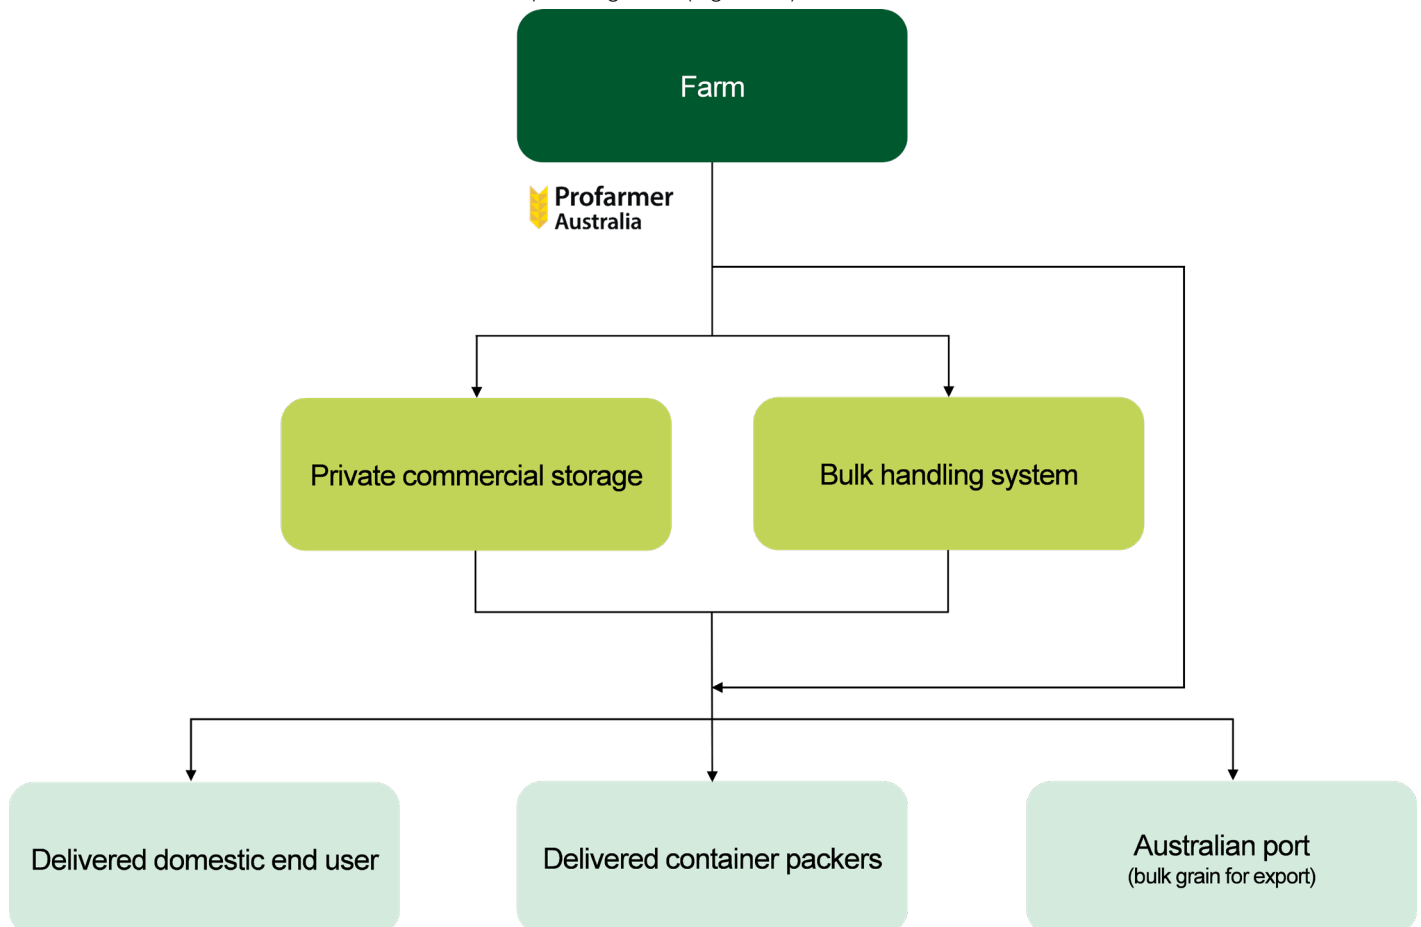 Farm
Profarmer
Australia
Private commercial storage
Bulk handling system
Delivered domestic end user
Delivered container packers
Australian port
(bulk grain for export)